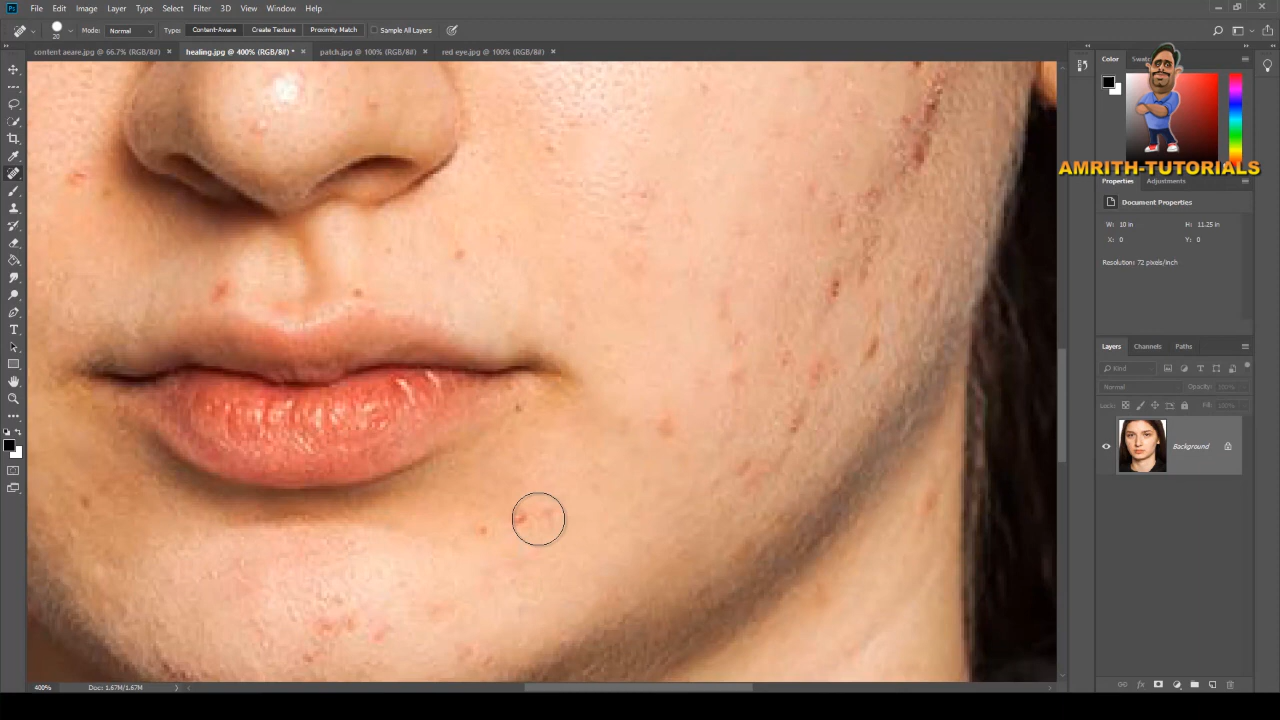 File Edit Image Layer Type Select Filter 3D View Window Help
20 Mode: Normal Type: Content-Aware Create Texture Proximity Match Sample All Layers
content aeare.jpg @ 66.7% (RGB/8#) healing.jpg @ 400% (RGB/8#) * patch.jpg @ 100% (RGB/8#) red eye.jpg @ 100% (RGB/8#)
Color
AMRITH-TUTORIALS
Properties Adjustments
Document Properties
W: 10 in H: 11.25 in
X: 0 Y: 0
Resolution: 72 pixels/inch
Layers Channels Paths
Kind
Normal Opacity: 100%
Lock: Fill: 100%
Background
400% Doc: 1.67M/1.67M